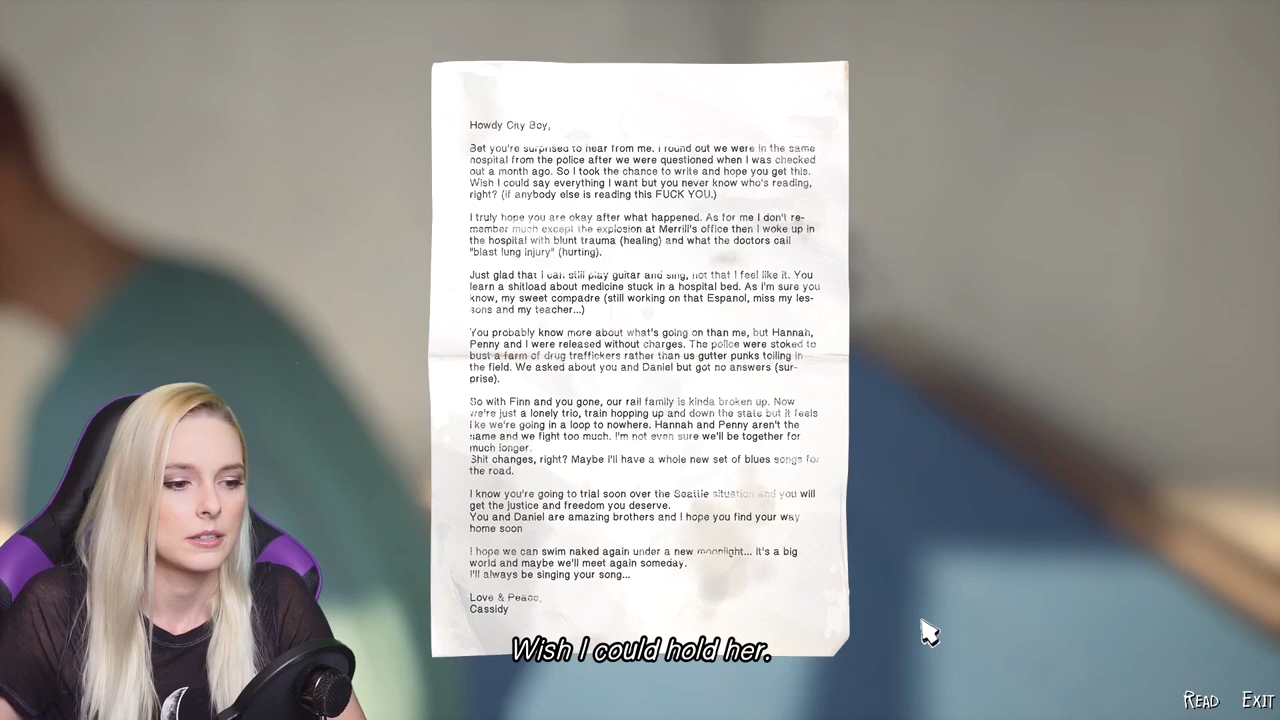 Howdy City Boy,
Bet you're surprised to hear from me. I found out we were in the same
hospital from the police after we were questioned when I was checked
out a month ago. So I took the chance to write and hope you get this.
Wish I could say everything I want but you never know who's reading,
right? (if anybody else is reading this FUCK YOU.)
I truly hope you are okay after what happened. As for me I don't re-
member much except the explosion at Merrill's office then I woke up in
the hospital with blunt trauma (healing) and what the doctors call
"blast lung injury" (hurting).
Just glad that I can still play guitar and sing, not that I feel like it. You
learn a shitload about medicine stuck in a hospital bed. As I'm sure you
know, my sweet compadre (still working on that Espanol, miss my les-
sons and my teacher...)
You probably know more about what's going on than me, but Hannah,
Penny and I were released without charges. The police were stoked to
bust a farm of drug traffickers rather than us gutter punks toiling in
the field. We asked about you and Daniel but got no answers (sur-
prise).
So with Finn and you gone, our rail family is kinda broken up. Now
we're just a lonely trio, train hopping up and down the state but it feels
like we're going in a loop to nowhere. Hannah and Penny aren't the
same and we fight too much. I'm not even sure we'll be together for
much longer.
Shit changes, right? Maybe I'll have a whole new set of blues songs for
the road.
I know you're going to trial soon over the Seattle situation and you will
get the justice and freedom you deserve.
You and Daniel are amazing brothers and I hope you find your way
home soon
I hope we can swim naked again under a new moonlight... It's a big
world and maybe we'll meet again someday.
I'll always be singing your song...
Love & Peace,
Cassidy
Wish I could hold her.
READ EXIT